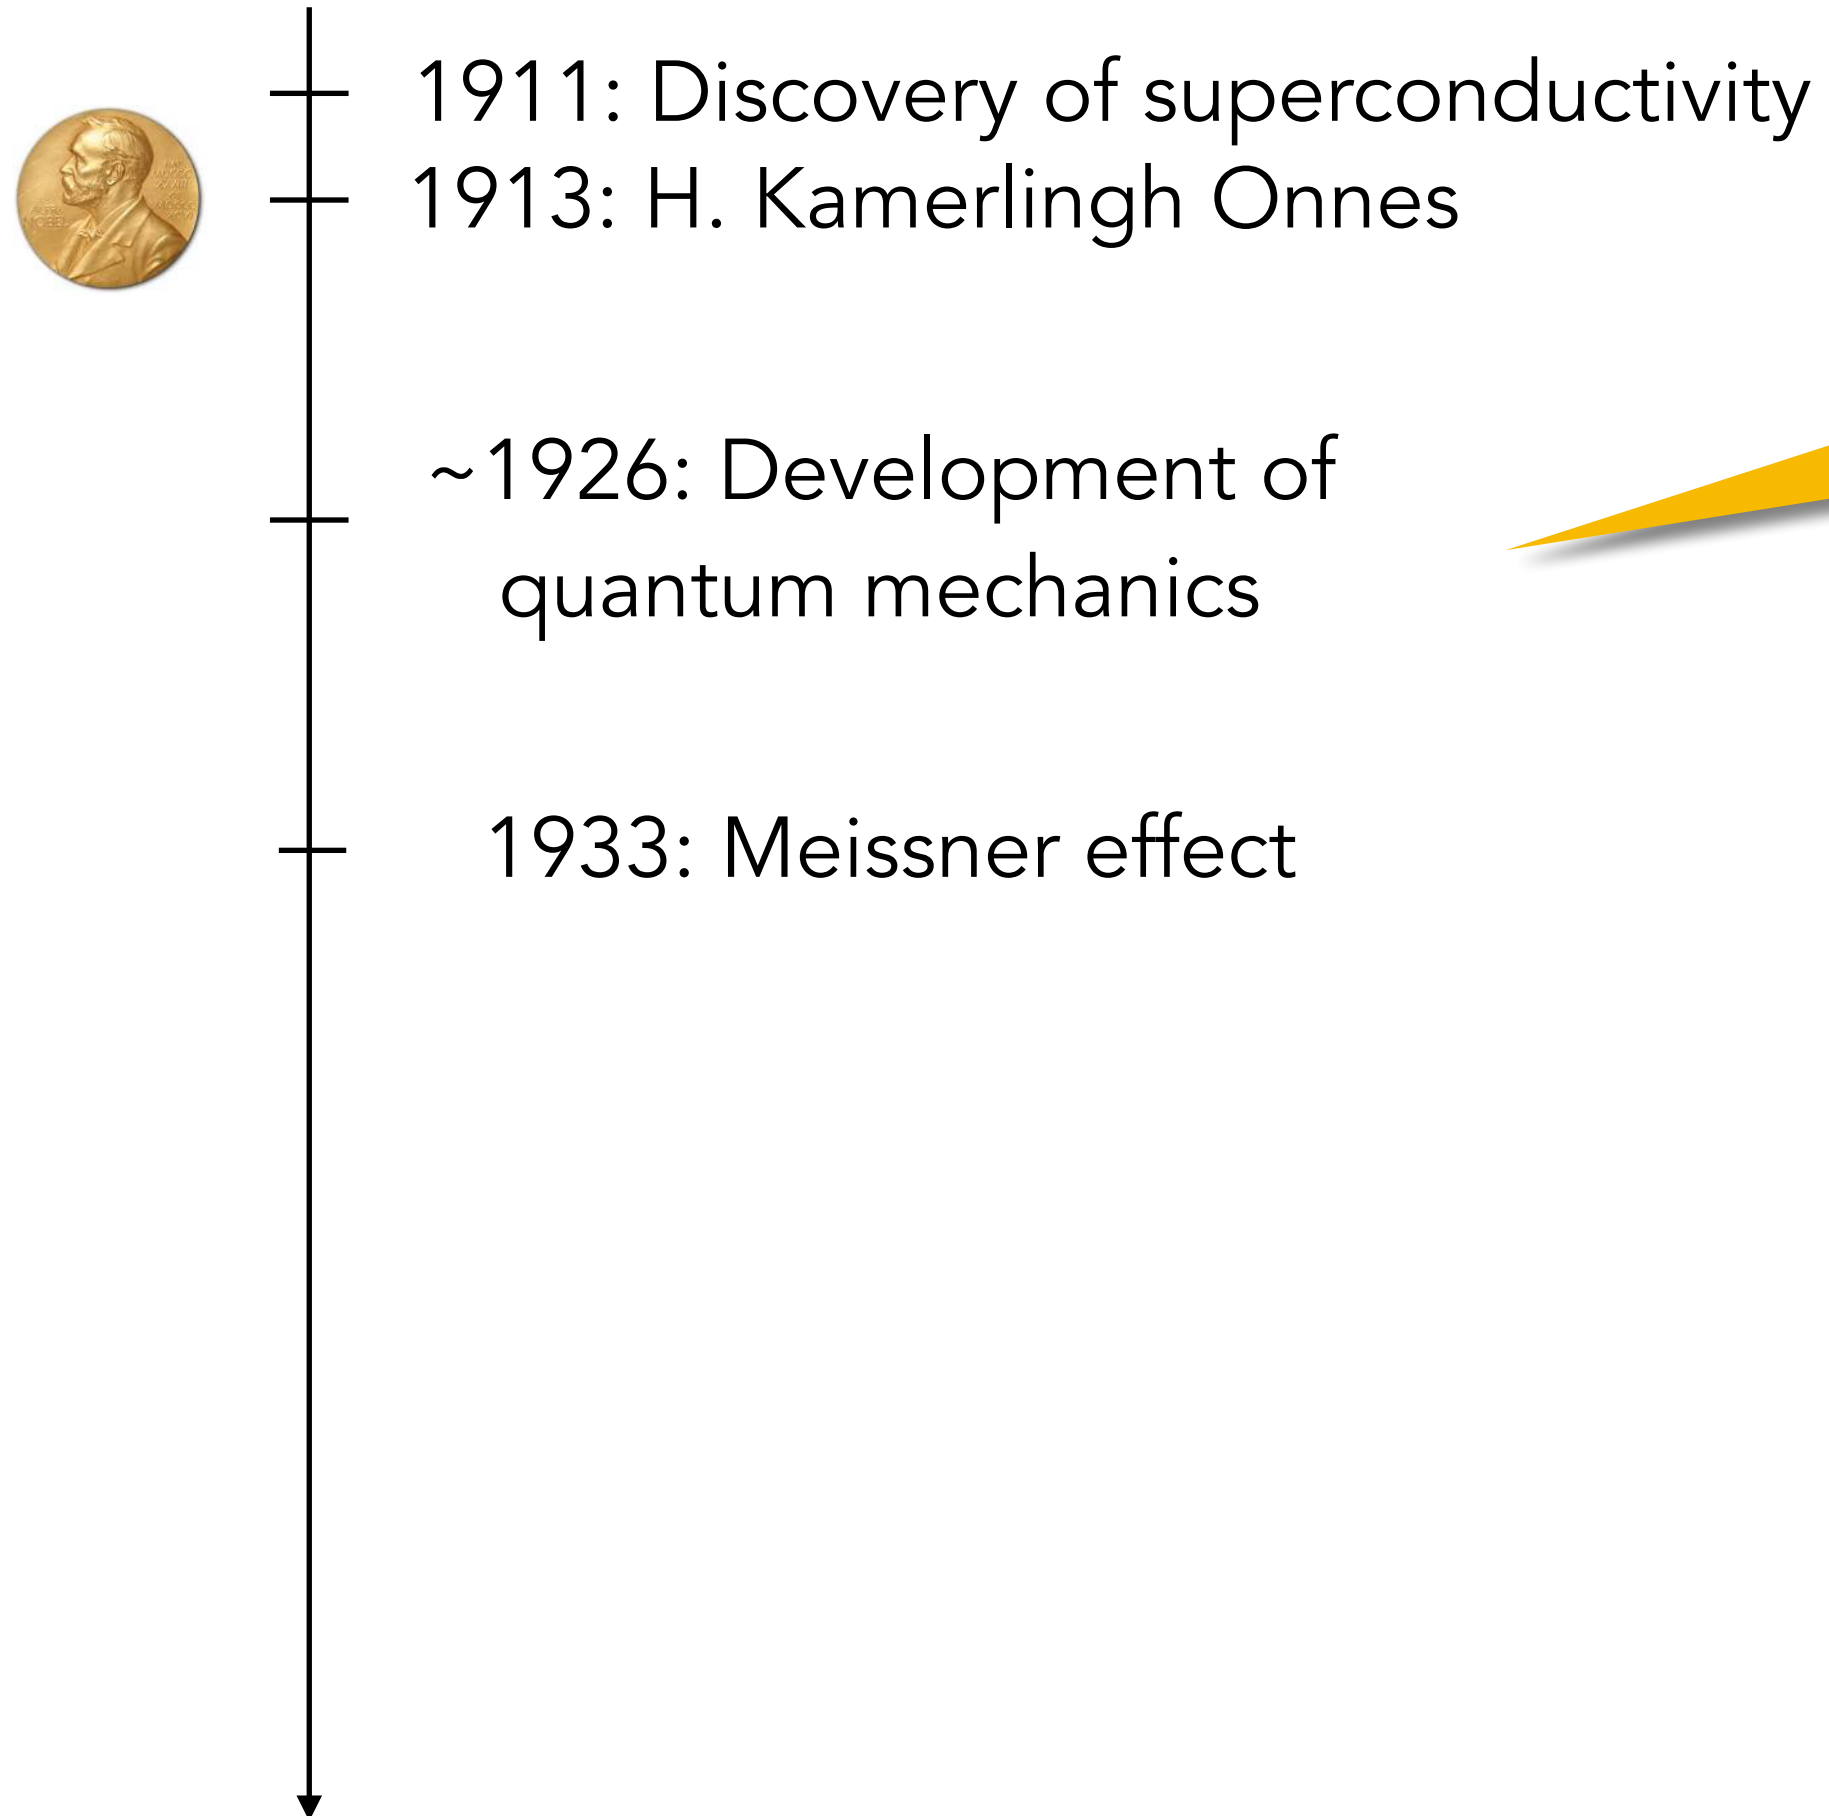 1911: Discovery of superconductivity
1913: H. Kamerlingh Onnes
~1926: Development of
quantum mechanics
1933: Meissner effect